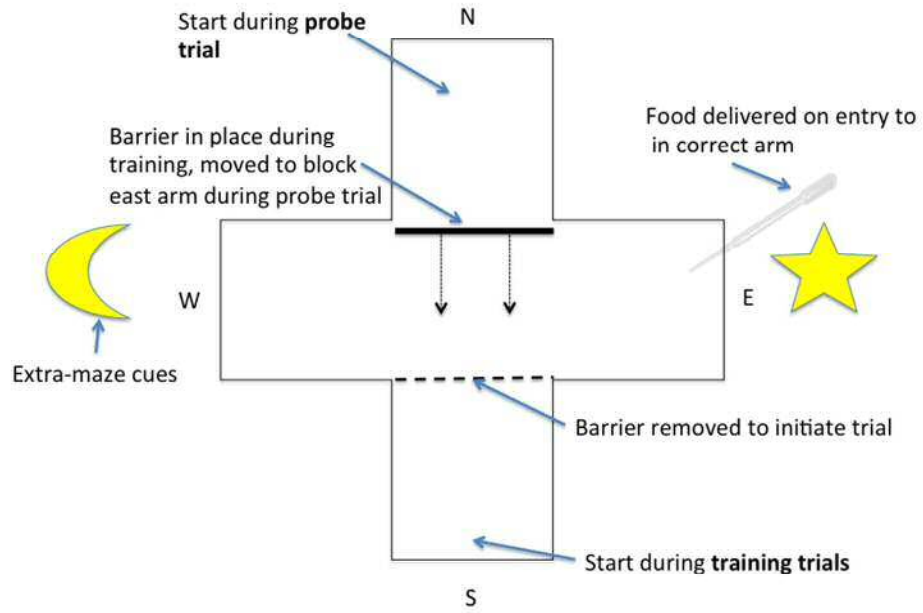 N
Start during probe
trial
Food delivered on entry to
in correct arm
Barrier in place during
training, moved to block
east arm during probe trial
W
E
Extra-maze cues
Barrier removed to initiate trial
Start during training trials
S